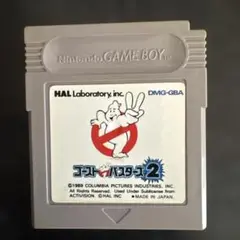 Nintendo GAME BOY
HAL Laboratory, inc.
DMG-GBA
ゴーストバスターズ2
©1989 COLUMBIA PICTURES INDUSTRIES, INC.
All Rights Reserved. Used Under Sublicense from
ACTIVISION ©HAL INC
MADE IN JAPAN